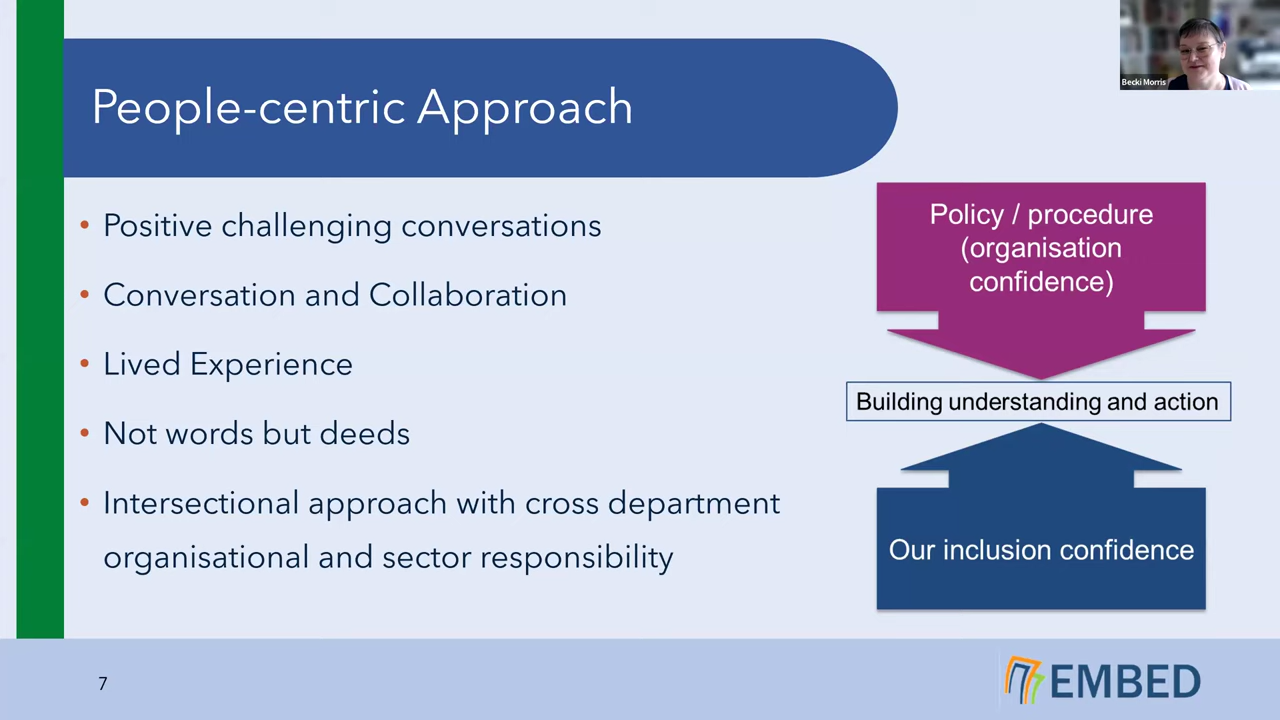 Becki Morris
People-centric Approach
• Positive challenging conversations
• Conversation and Collaboration
• Lived Experience
• Not words but deeds
• Intersectional approach with cross department
organisational and sector responsibility
Policy / procedure
(organisation
confidence)
Building understanding and action
Our inclusion confidence
7
EMBED